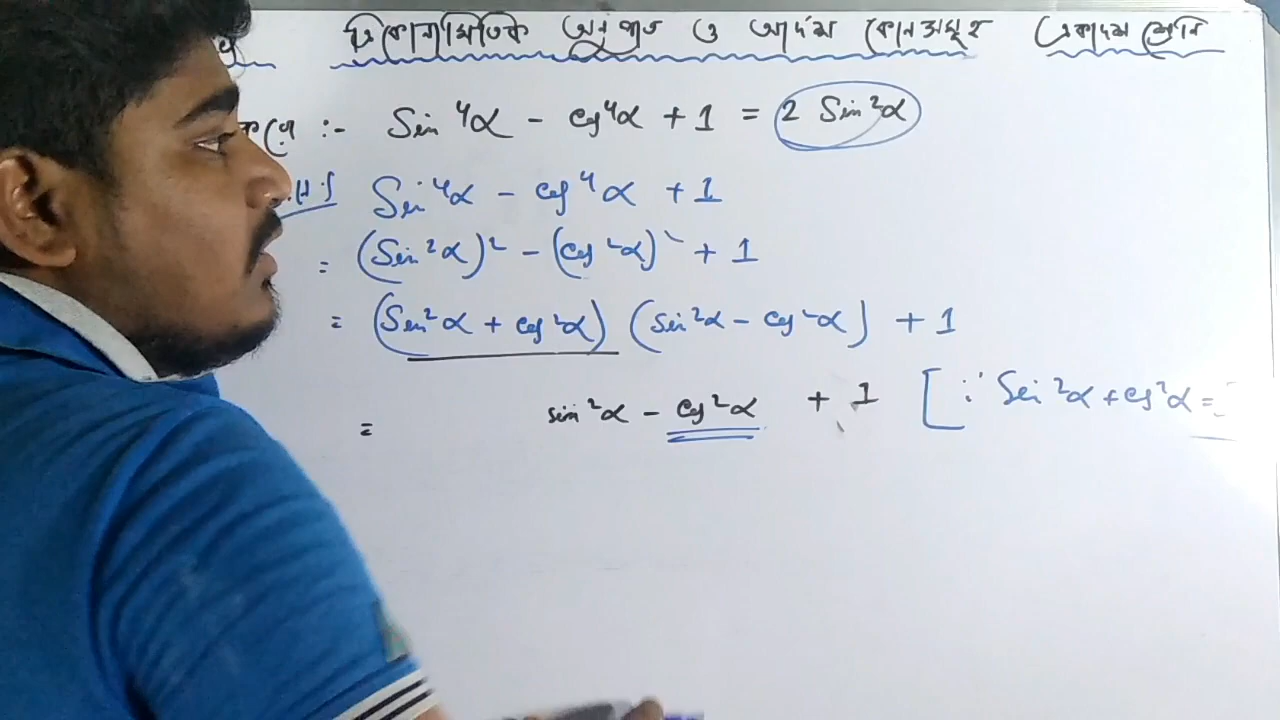 ত্রিকোনমিতিক অনুপাত ও আদর্শ কোনসমূহ একাদশ শ্রেণি
:- Sin⁴α - cos⁴α + 1 = 2 Sin²α
Sin⁴α - cos⁴α + 1
= (Sin²α)² - (cos²α)² + 1
= (Sin²α + cos²α) (sin²α - cos²α) + 1
= sin²α - cos²α + 1 [∵ Sin²α + cos²α =